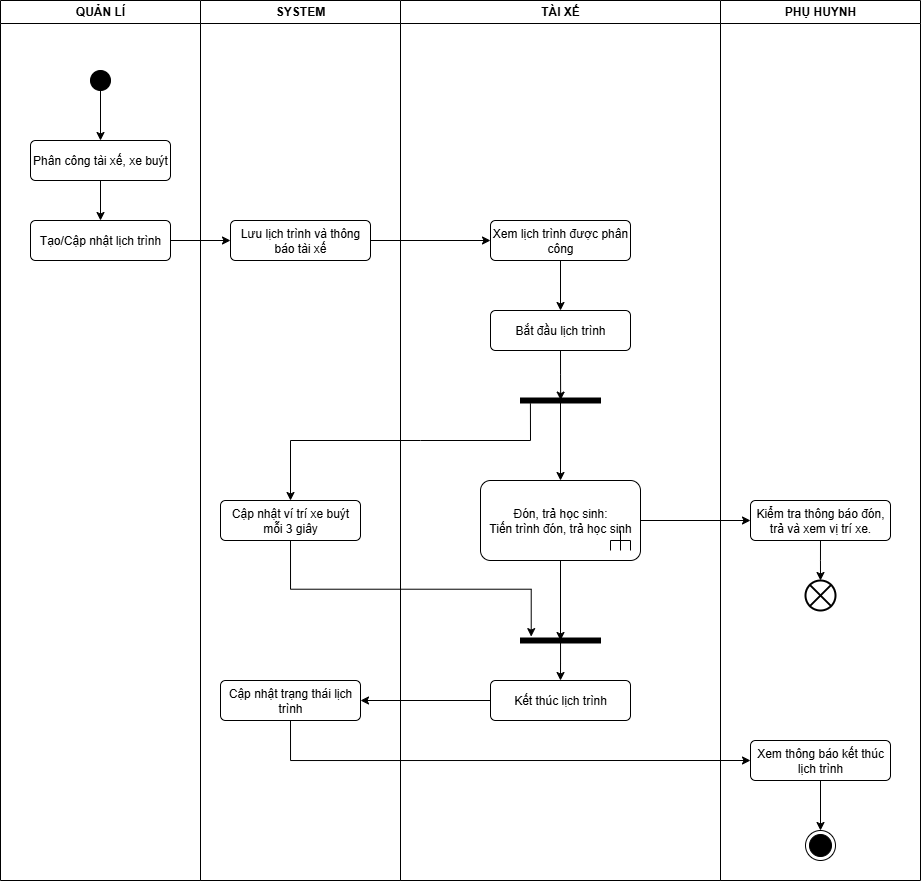 QUẢN LÍ
SYSTEM
TÀI XẾ
PHỤ HUYNH
Phân công tài xế, xe buýt
Tạo/Cập nhật lịch trình
Lưu lịch trình và thông
báo tài xế
Xem lịch trình được phân
công
Bắt đầu lịch trình
Cập nhật ví trí xe buýt
mỗi 3 giây
Đón, trả học sinh:
Tiến trình đón, trả học sinh
Kiểm tra thông báo đón,
trả và xem vị trí xe.
Cập nhật trạng thái lịch
trình
Kết thúc lịch trình
Xem thông báo kết thúc
lịch trình